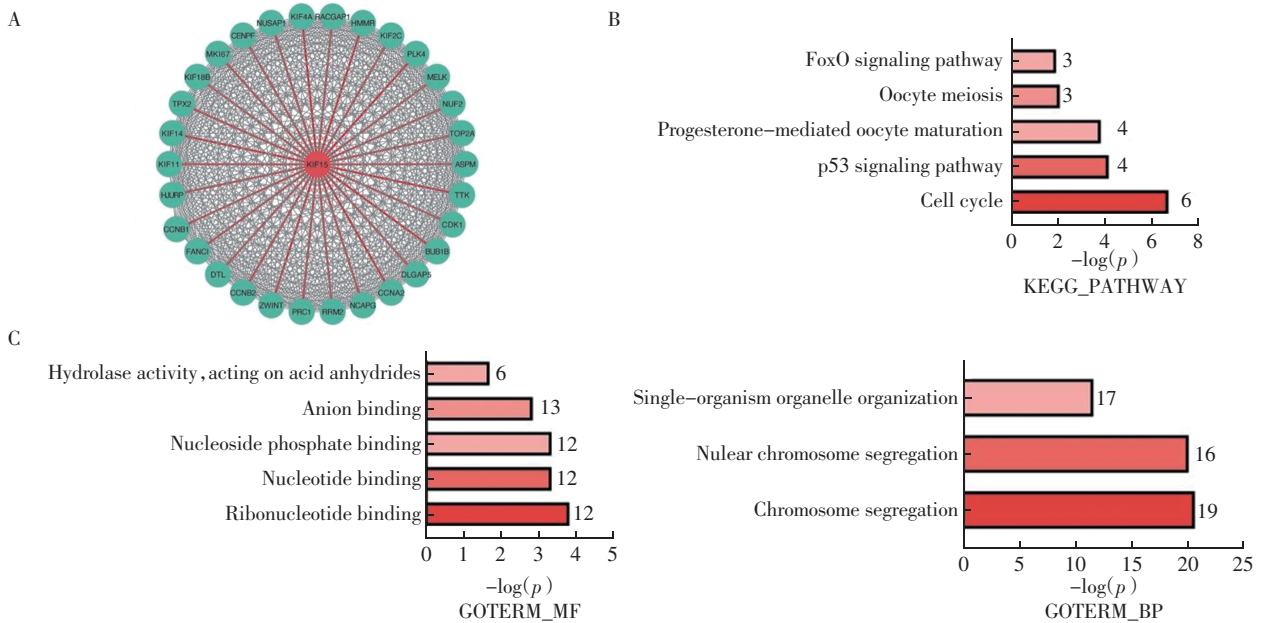 A
KIF4A
RACGAP1
HMMR
KIF2C
PLK4
MELK
NUF2
TOP2A
ASPM
TTK
CDK1
BUB1B
DLGAP5
CCNA2
NCAPG
RRM2
PRC1
ZWINT
CCNB2
DTL
FANCI
CCNB1
HJURP
KIF11
KIF14
TPX2
KIF18B
MKI67
CENPF
NUSAP1
KIF15
B
FoxO signaling pathway 3
Oocyte meiosis 3
Progesterone-mediated oocyte maturation 4
p53 signaling pathway 4
Cell cycle 6
0 2 4 6 8
-log(p)
KEGG_PATHWAY
C
Hydrolase activity,acting on acid anhydrides 6
Anion binding 13
Nucleoside phosphate binding 12
Nucleotide binding 12
Ribonucleotide binding 12
0 1 2 3 4 5
-log(p)
GOTERM_MF
Single-organism organelle organization 17
Nulear chromosome segregation 16
Chromosome segregation 19
0 5 10 15 20 25
-log(p)
GOTERM_BP